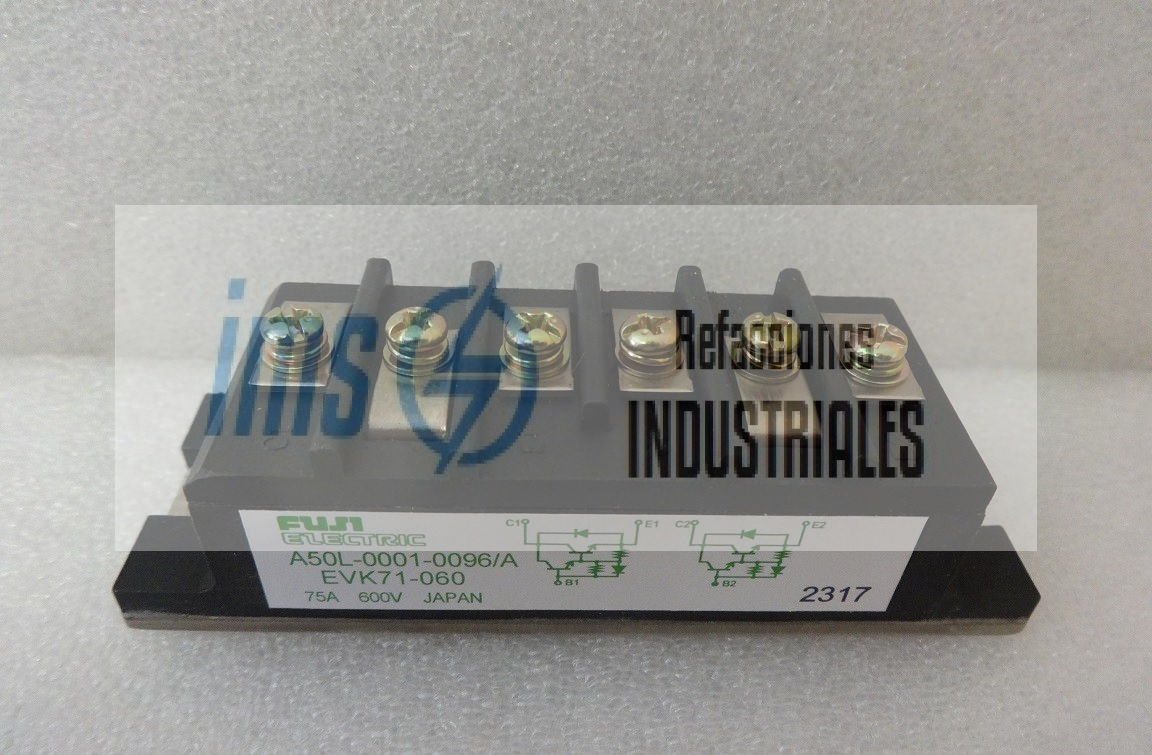 ims
Refacciones
INDUSTRIALES
FUJI
ELECTRIC
A50L-0001-0096/A
EVK71-060
75A 600V JAPAN
C1 E1 C2 E2
B1 B2
2317